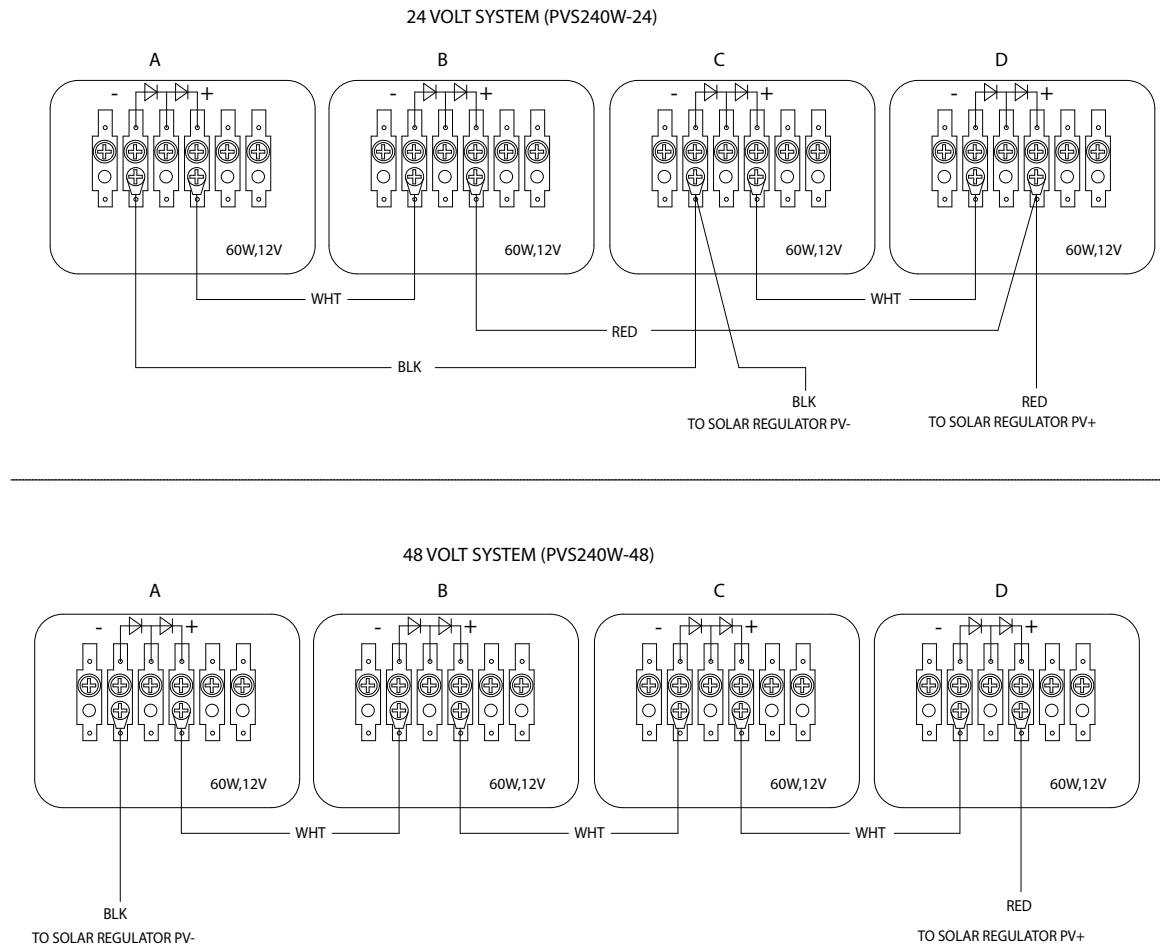 24 VOLT SYSTEM (PVS240W-24)
A B C D
- + - + - + - +
60W,12V 60W,12V 60W,12V 60W,12V
WHT WHT
RED
BLK
BLK RED
TO SOLAR REGULATOR PV- TO SOLAR REGULATOR PV+
48 VOLT SYSTEM (PVS240W-48)
A B C D
- + - + - + - +
60W,12V 60W,12V 60W,12V 60W,12V
WHT WHT WHT
BLK RED
TO SOLAR REGULATOR PV- TO SOLAR REGULATOR PV+